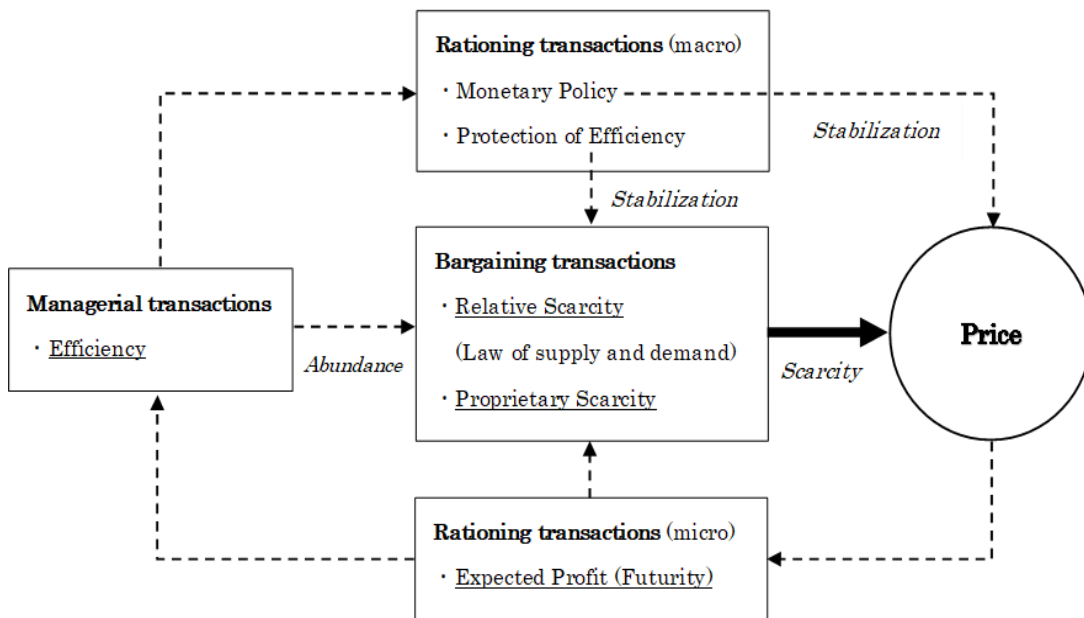 Rationing transactions (macro)
・Monetary Policy
・Protection of Efficiency
Stabilization
Stabilization
Bargaining transactions
・Relative Scarcity
(Law of supply and demand)
・Proprietary Scarcity
Managerial transactions
・Efficiency
Abundance
Scarcity
Price
Rationing transactions (micro)
・Expected Profit (Futurity)